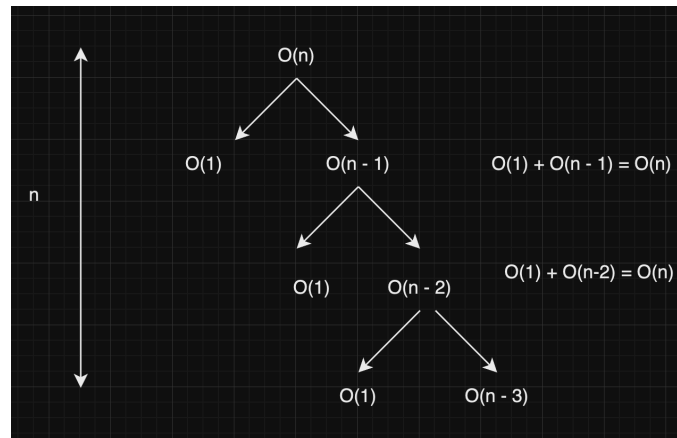 O(n)
O(1)
O(n - 1)
O(1) + O(n - 1) = O(n)
n
O(1) + O(n-2) = O(n)
O(1)
O(n - 2)
O(1)
O(n - 3)